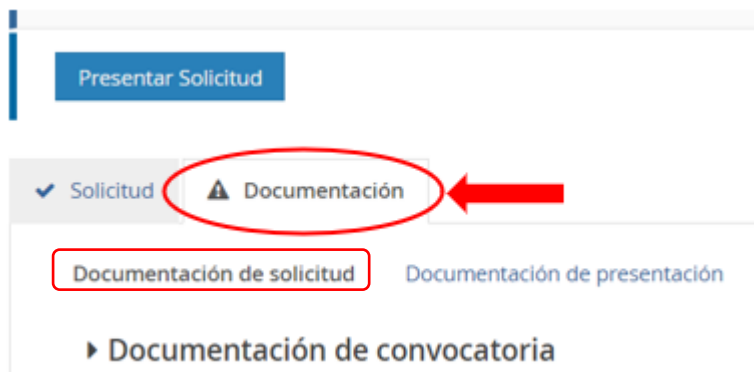 Presentar Solicitud
Solicitud
Documentación
Documentación de solicitud
Documentación de presentación
Documentación de convocatoria